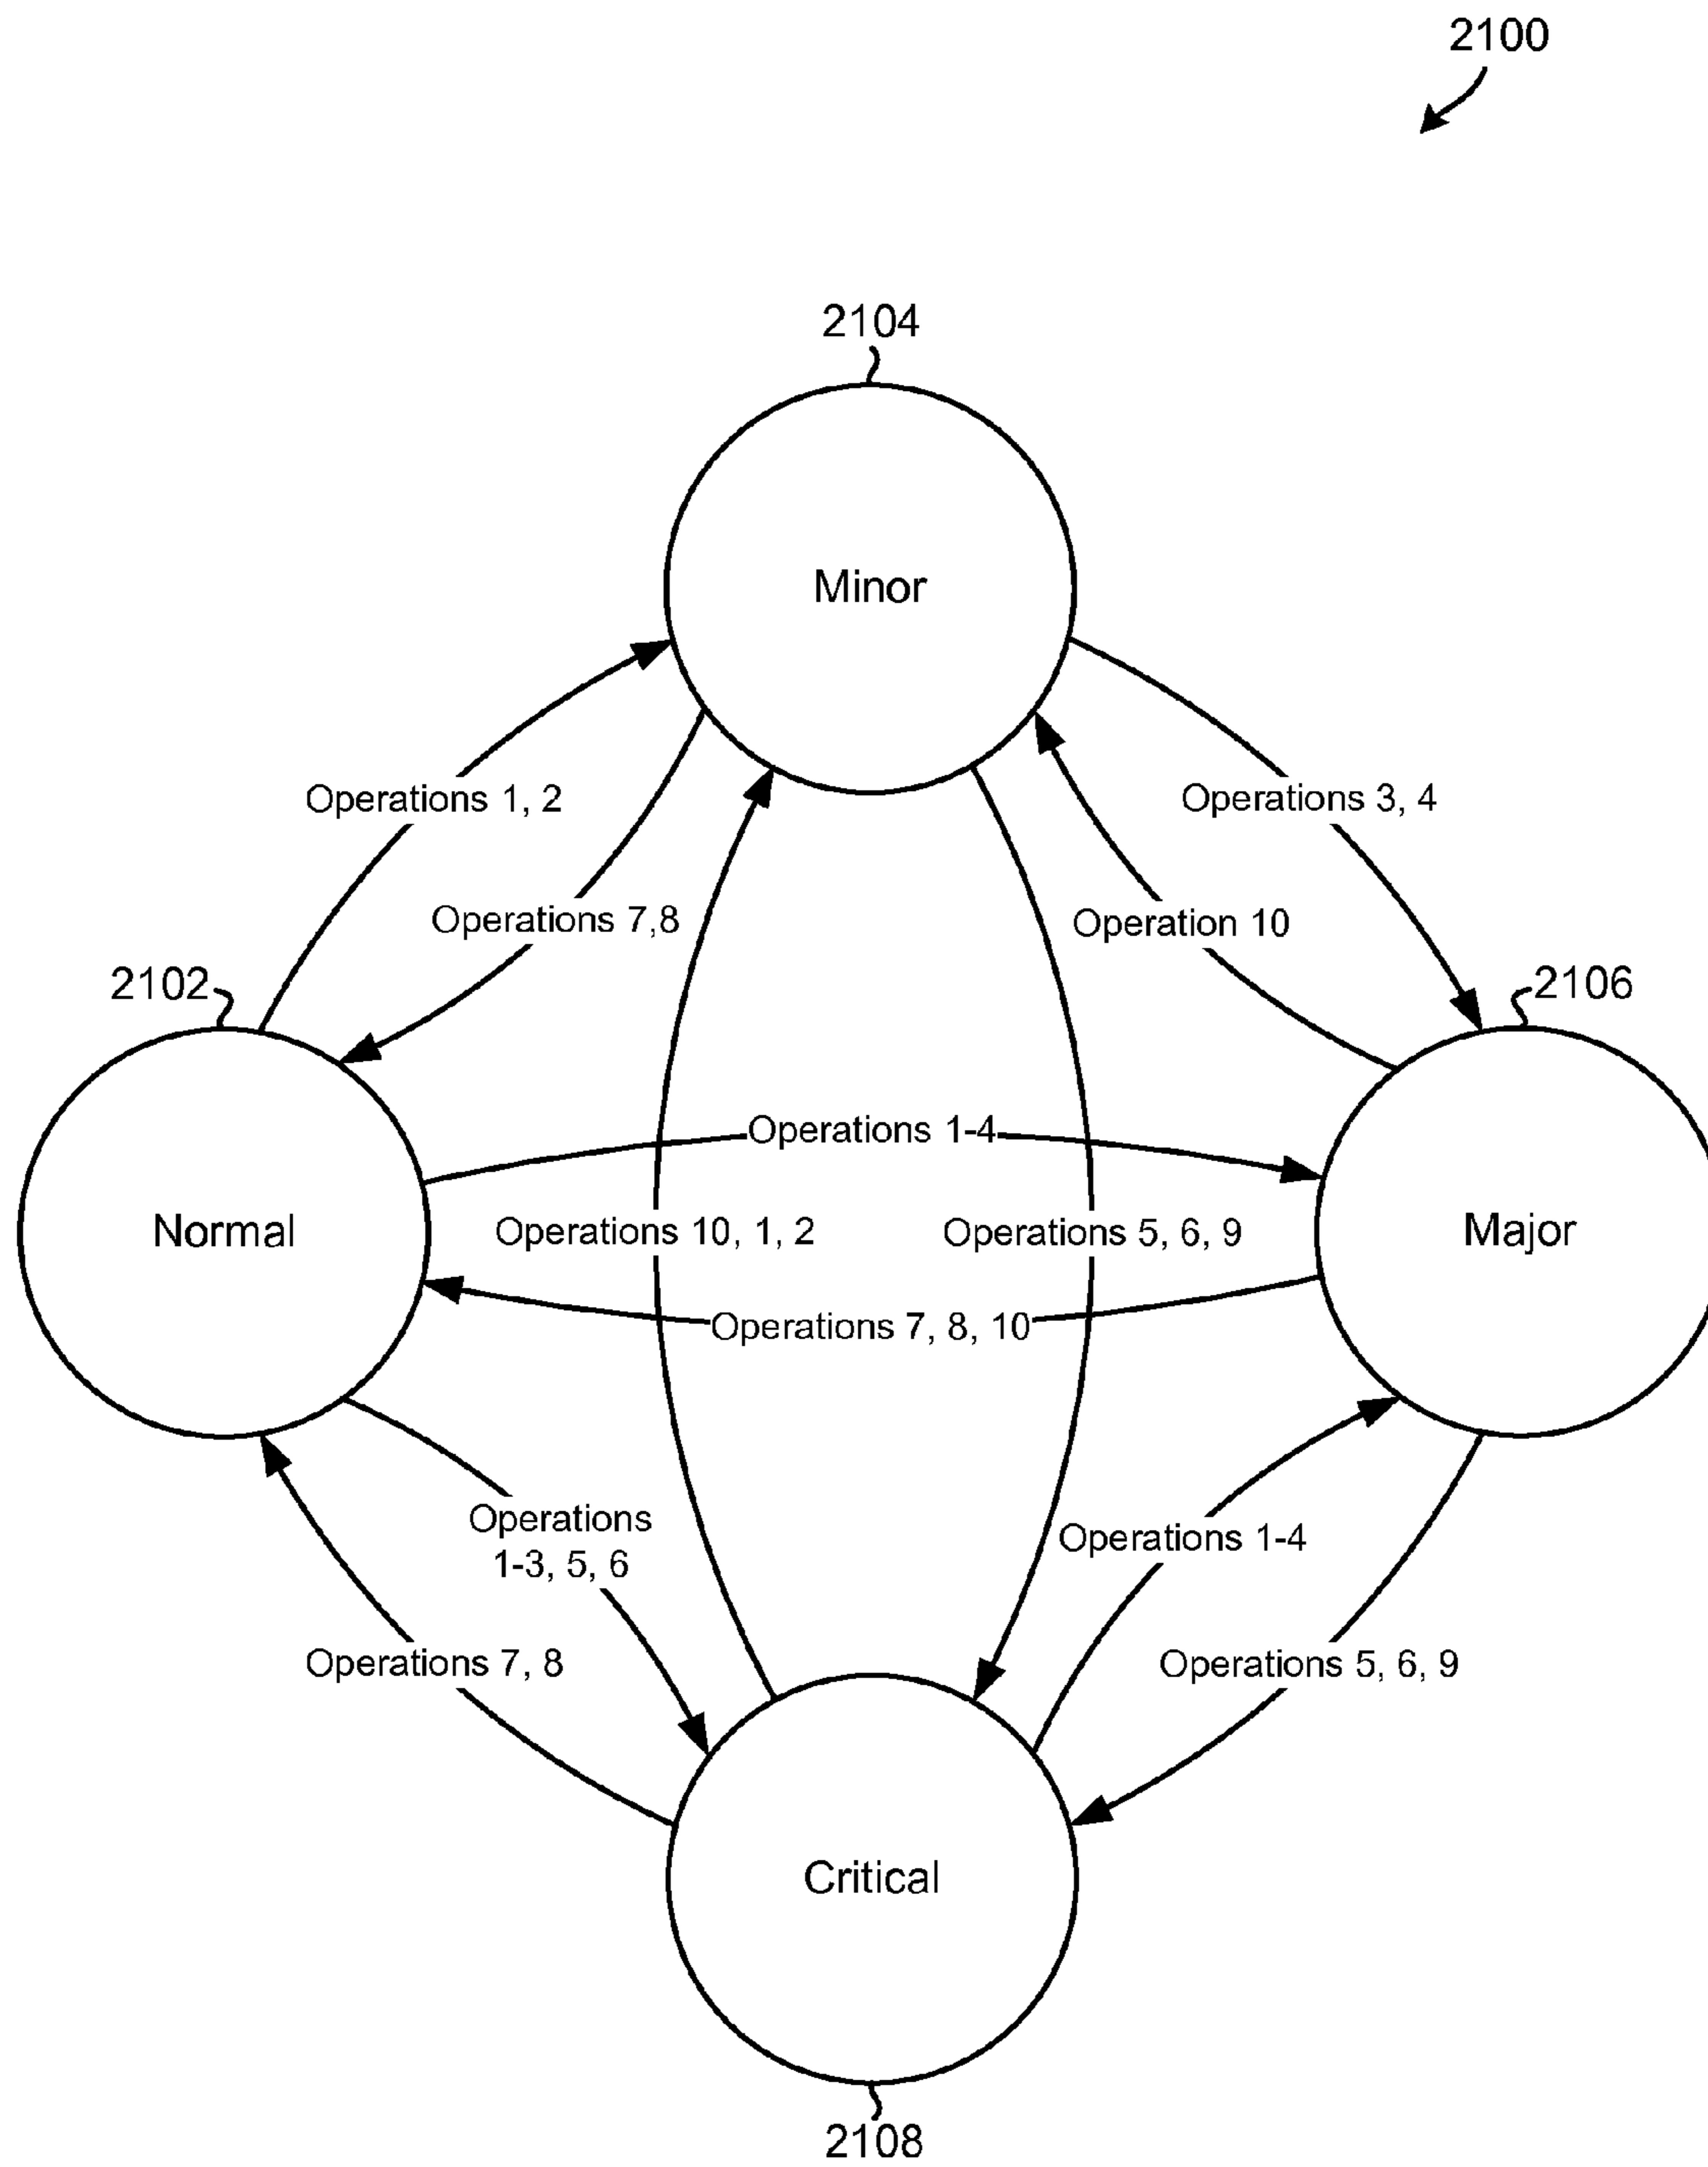 2100
2104
Minor
Operations 1, 2
Operations 3, 4
Operations 7,8
Operation 10
2102
2106
Operations 1-4
Normal
Operations 10, 1, 2
Operations 5, 6, 9
Major
Operations 7, 8, 10
Operations
1-3, 5, 6
Operations 1-4
Operations 7, 8
Operations 5, 6, 9
Critical
2108